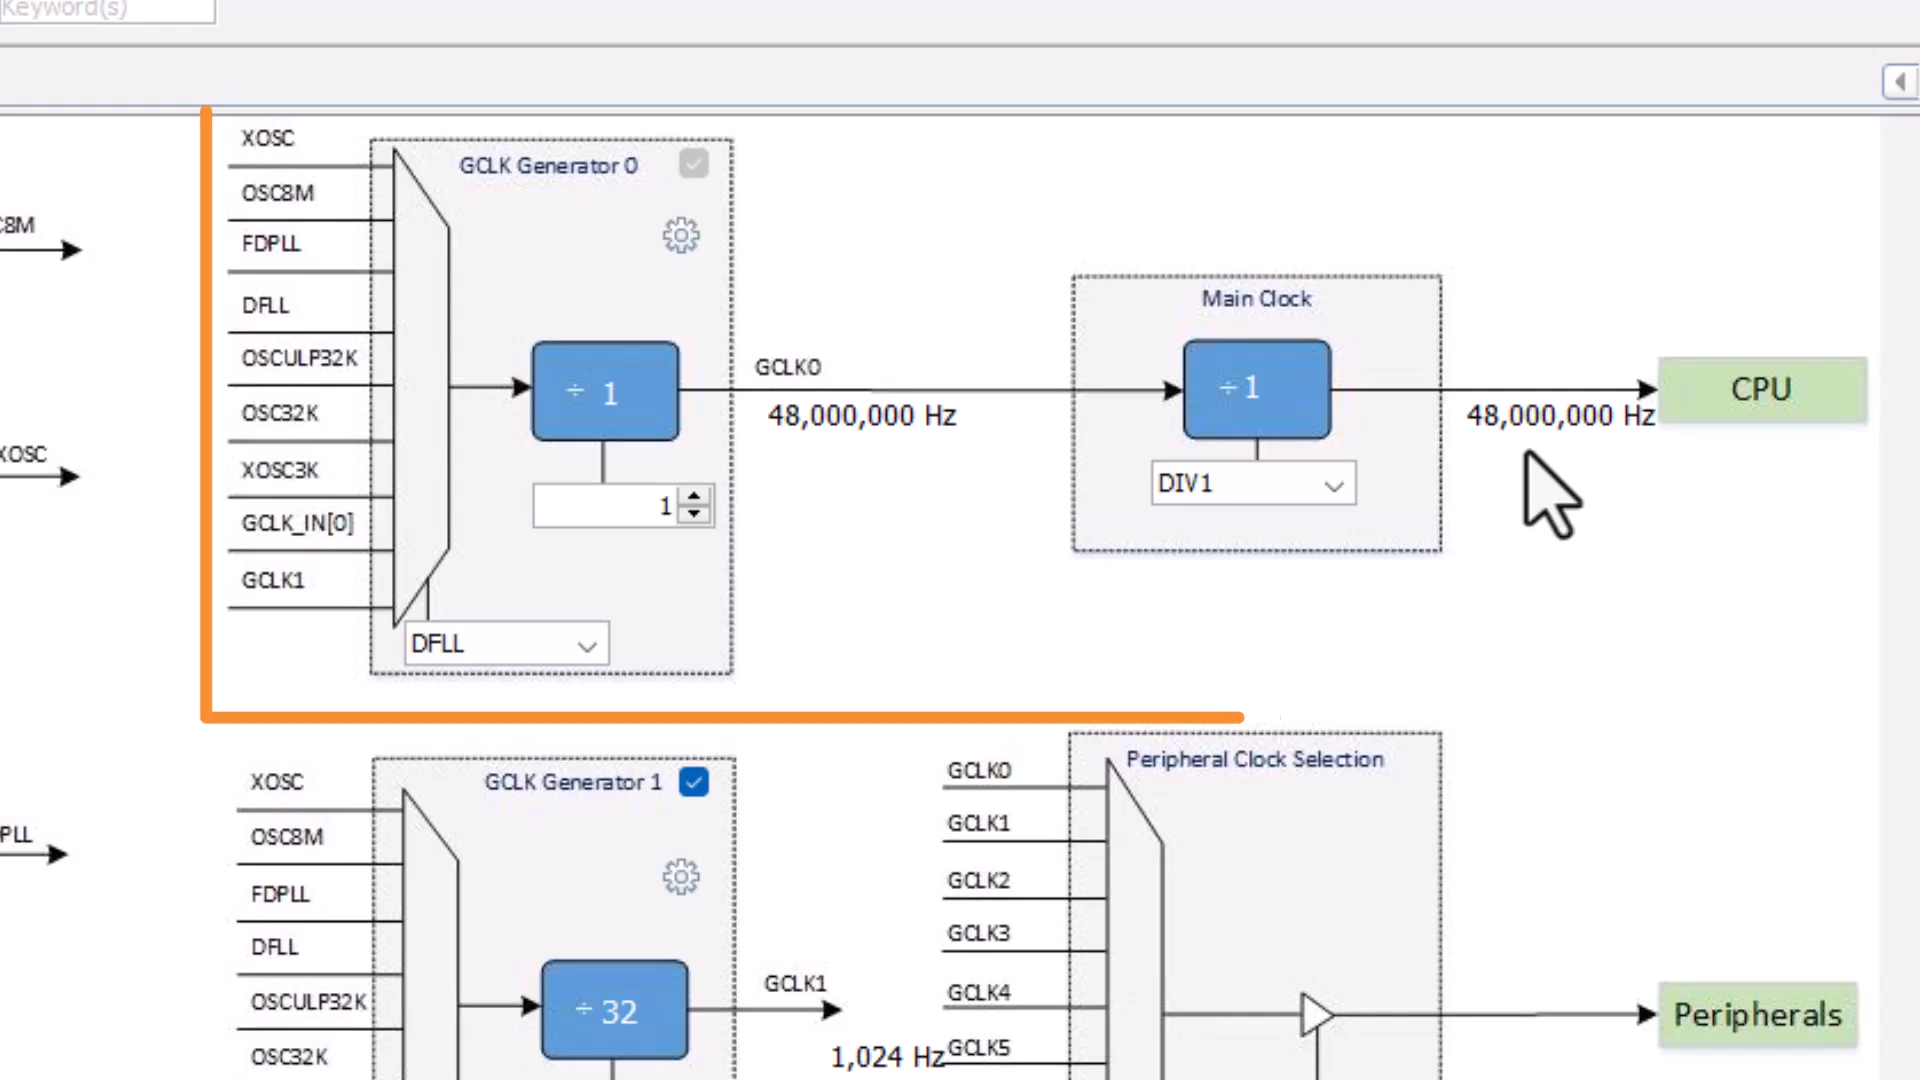 Keyword(s)
XOSC
OSC8M
FDPLL
DFLL
OSCULP32K
OSC32K
XOSC3K
GCLK_IN[0]
GCLK1
GCLK Generator 0
÷ 1
1
DFLL
GCLK0
48,000,000 Hz
Main Clock
÷1
DIV1
48,000,000 Hz
CPU
C8M
XOSC
PLL
XOSC
OSC8M
FDPLL
DFLL
OSCULP32K
OSC32K
GCLK Generator 1
÷ 32
GCLK1
1,024 Hz
GCLK0
GCLK1
GCLK2
GCLK3
GCLK4
GCLK5
Peripheral Clock Selection
Peripherals